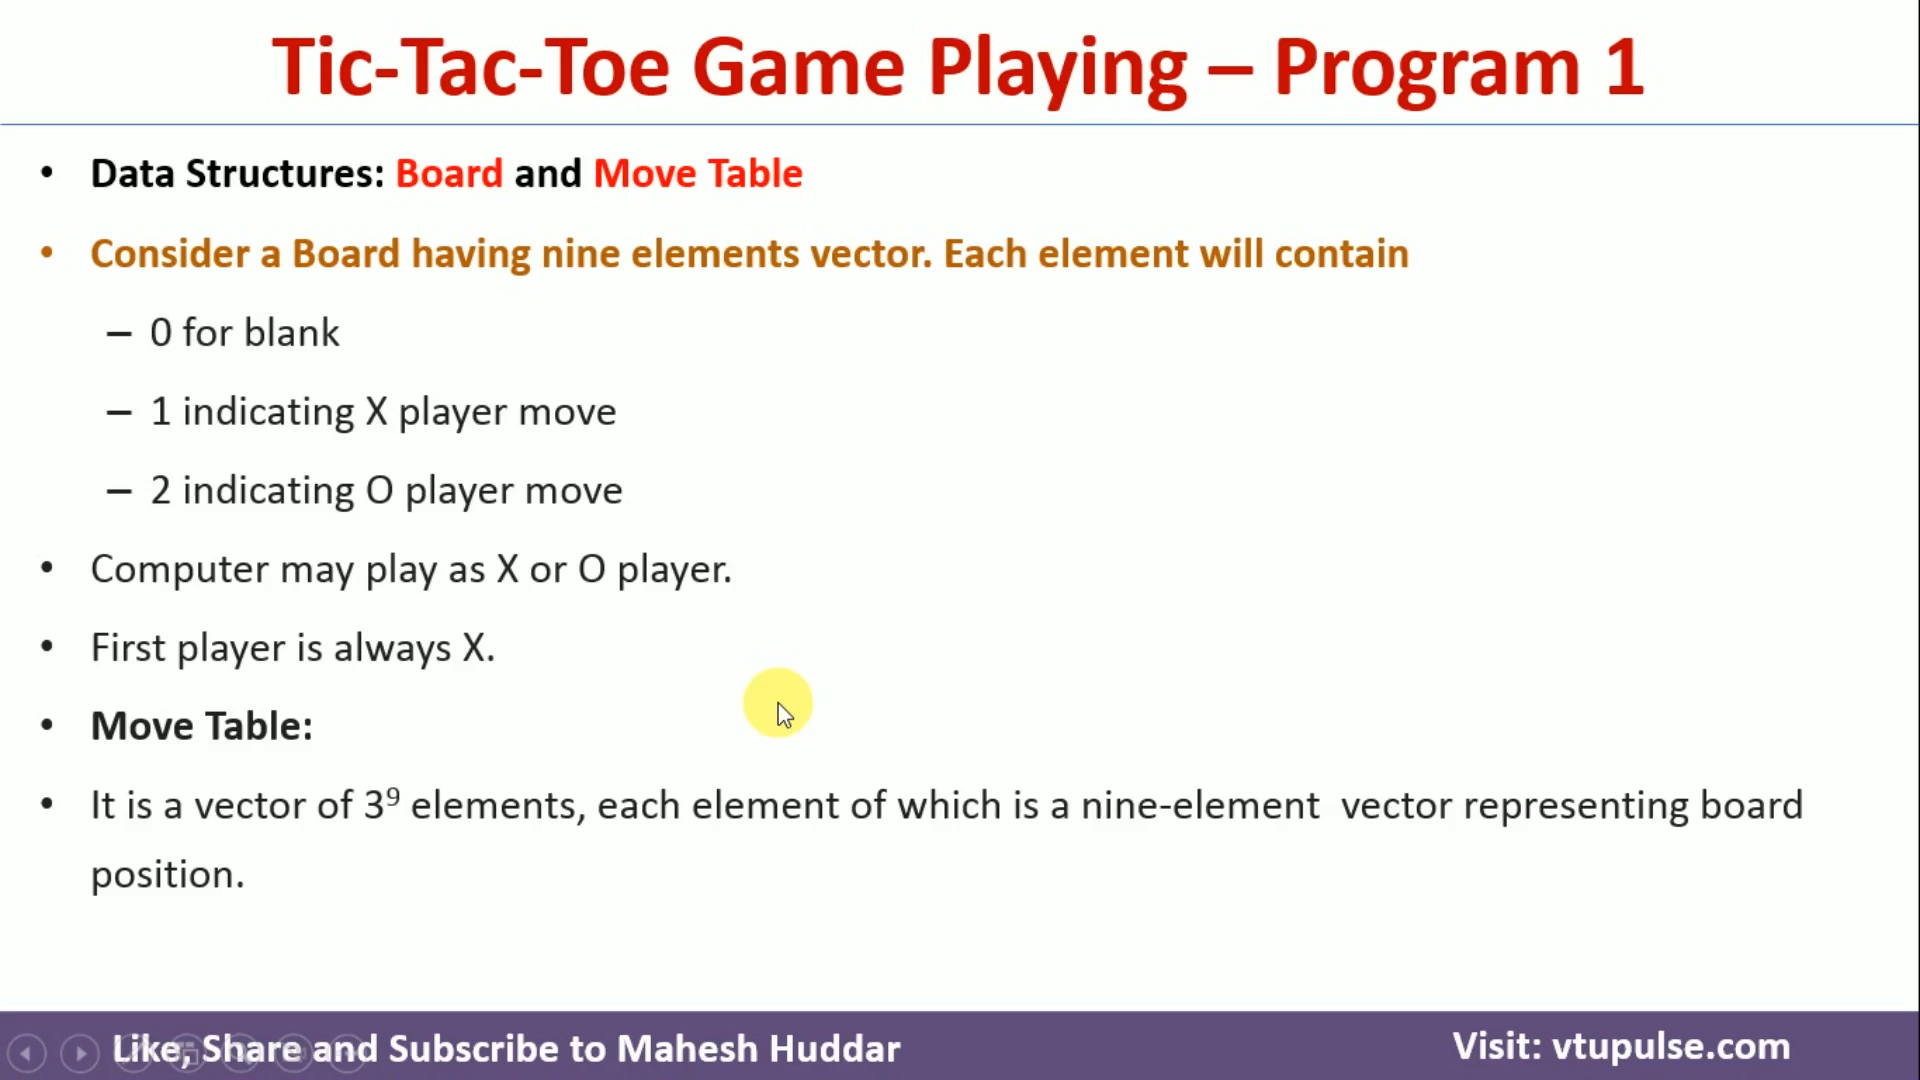 Tic-Tac-Toe Game Playing – Program 1
• Data Structures: Board and Move Table
• Consider a Board having nine elements vector. Each element will contain
– 0 for blank
– 1 indicating X player move
– 2 indicating O player move
• Computer may play as X or O player.
• First player is always X.
• Move Table:
• It is a vector of 3⁹ elements, each element of which is a nine-element vector representing board
position.
Like, Share and Subscribe to Mahesh Huddar
Visit: vtupulse.com